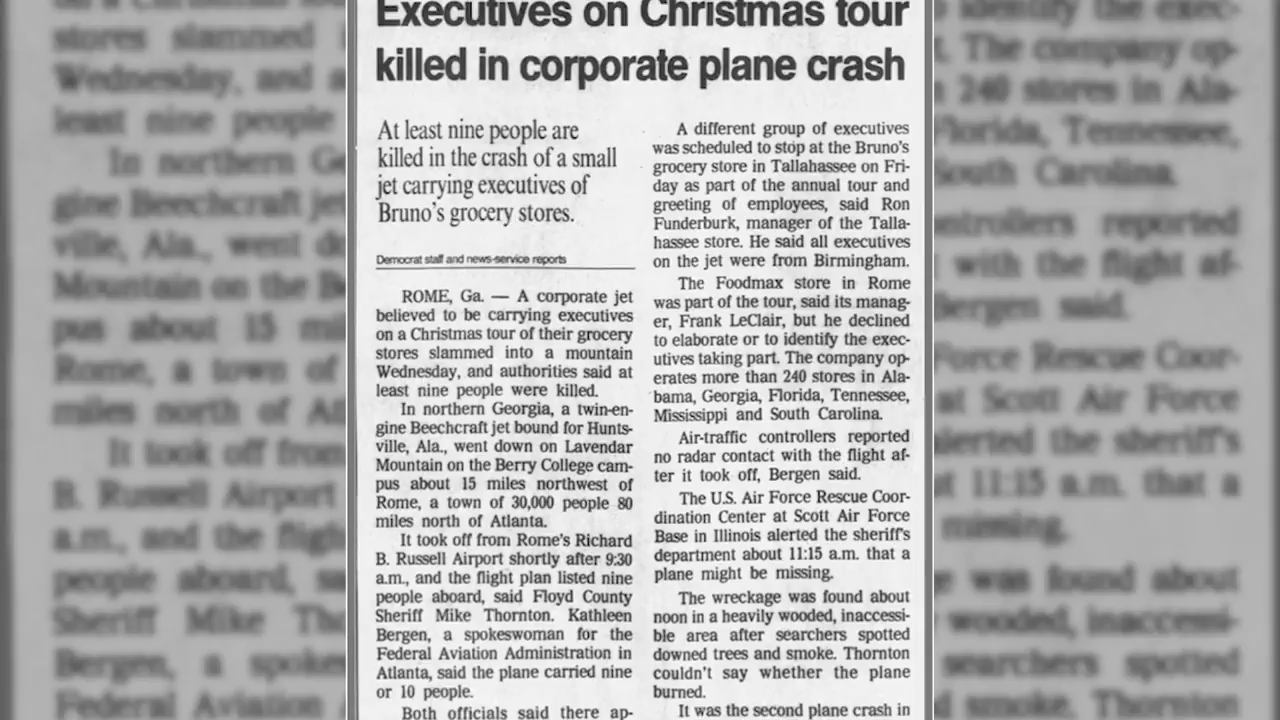 Executives on Christmas tour
killed in corporate plane crash
At least nine people are
killed in the crash of a small
jet carrying executives of
Bruno's grocery stores.
Democrat staff and news-service reports
ROME, Ga. — A corporate jet
believed to be carrying executives
on a Christmas tour of their grocery
stores slammed into a mountain
Wednesday, and authorities said at
least nine people were killed.
In northern Georgia, a twin-en-
gine Beechcraft jet bound for Hunts-
ville, Ala., went down on Lavendar
Mountain on the Berry College cam-
pus about 15 miles northwest of
Rome, a town of 30,000 people 80
miles north of Atlanta.
It took off from Rome's Richard
B. Russell Airport shortly after 9:30
a.m., and the flight plan listed nine
people aboard, said Floyd County
Sheriff Mike Thornton. Kathleen
Bergen, a spokeswoman for the
Federal Aviation Administration in
Atlanta, said the plane carried nine
or 10 people.
Both officials said there ap-
A different group of executives
was scheduled to stop at the Bruno's
grocery store in Tallahassee on Fri-
day as part of the annual tour and
greeting of employees, said Ron
Funderburk, manager of the Talla-
hassee store. He said all executives
on the jet were from Birmingham.
The Foodmax store in Rome
was part of the tour, said its manag-
er, Frank LeClair, but he declined
to elaborate or to identify the exec-
utives taking part. The company op-
erates more than 240 stores in Ala-
bama, Georgia, Florida, Tennessee,
Mississippi and South Carolina.
Air-traffic controllers reported
no radar contact with the flight af-
ter it took off, Bergen said.
The U.S. Air Force Rescue Coor-
dination Center at Scott Air Force
Base in Illinois alerted the sheriff's
department about 11:15 a.m. that a
plane might be missing.
The wreckage was found about
noon in a heavily wooded, inaccessi-
ble area after searchers spotted
downed trees and smoke. Thornton
couldn't say whether the plane
burned.
It was the second plane crash in